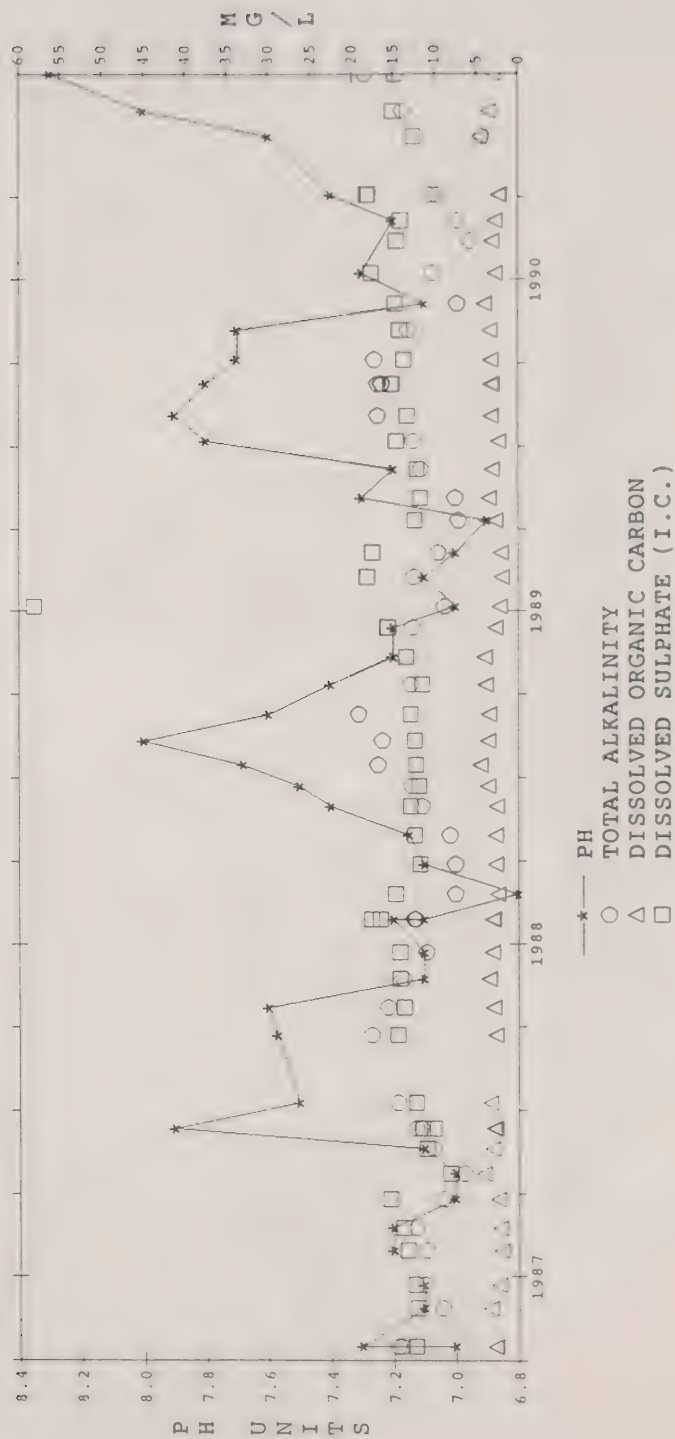 MG/L
60 55 50 45 40 35 30 25 20 15 10 5 0
1987 1988 1989 1990
8.4 8.2 8.0 7.8 7.6 7.4 7.2 7.0 6.8
PH UNITS
PH
TOTAL ALKALINITY
DISSOLVED ORGANIC CARBON
DISSOLVED SULPHATE (I.C.)